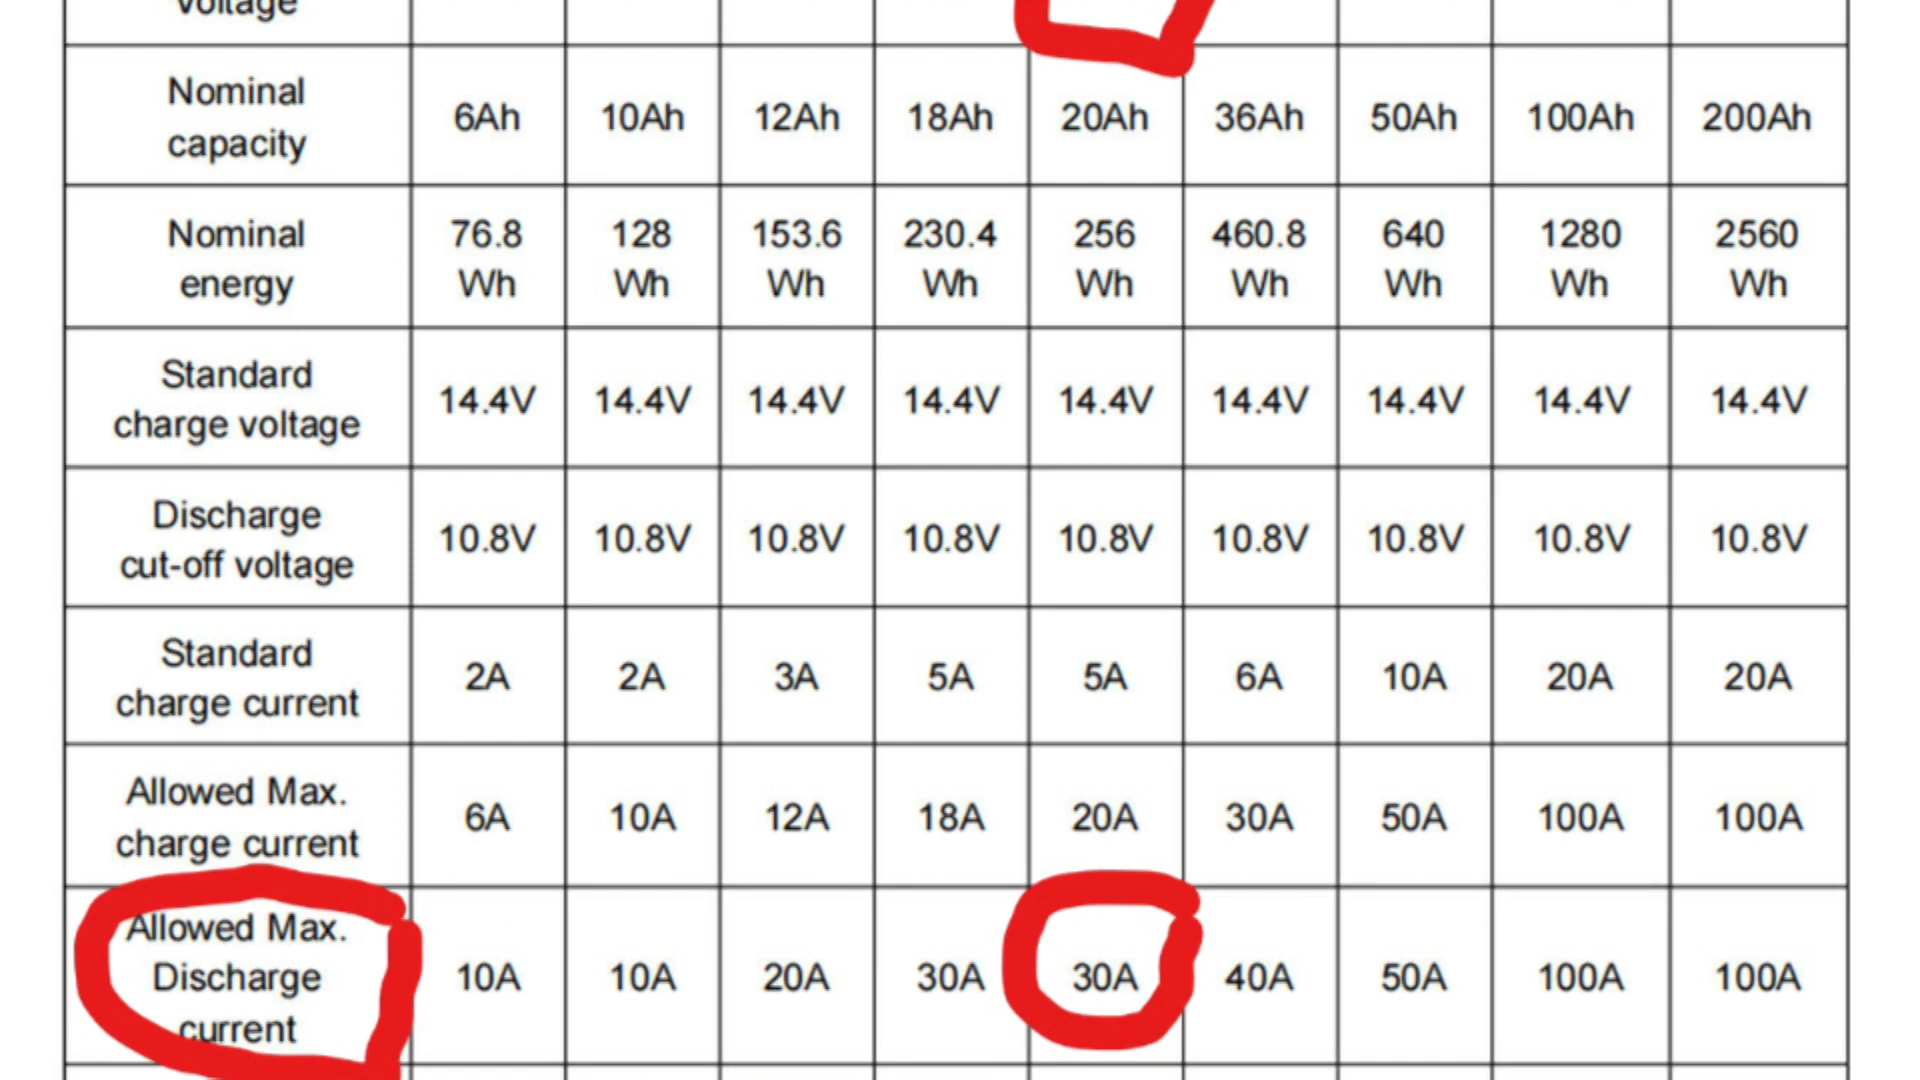 voltage
Nominal
capacity
6Ah 10Ah 12Ah 18Ah 20Ah 36Ah 50Ah 100Ah 200Ah
Nominal
energy
76.8 128 153.6 230.4 256 460.8 640 1280 2560
Wh Wh Wh Wh Wh Wh Wh Wh Wh
Standard
charge voltage
14.4V 14.4V 14.4V 14.4V 14.4V 14.4V 14.4V 14.4V 14.4V
Discharge
cut-off voltage
10.8V 10.8V 10.8V 10.8V 10.8V 10.8V 10.8V 10.8V 10.8V
Standard
charge current
2A 2A 3A 5A 5A 6A 10A 20A 20A
Allowed Max.
charge current
6A 10A 12A 18A 20A 30A 50A 100A 100A
Allowed Max.
Discharge
current
10A 10A 20A 30A 30A 40A 50A 100A 100A